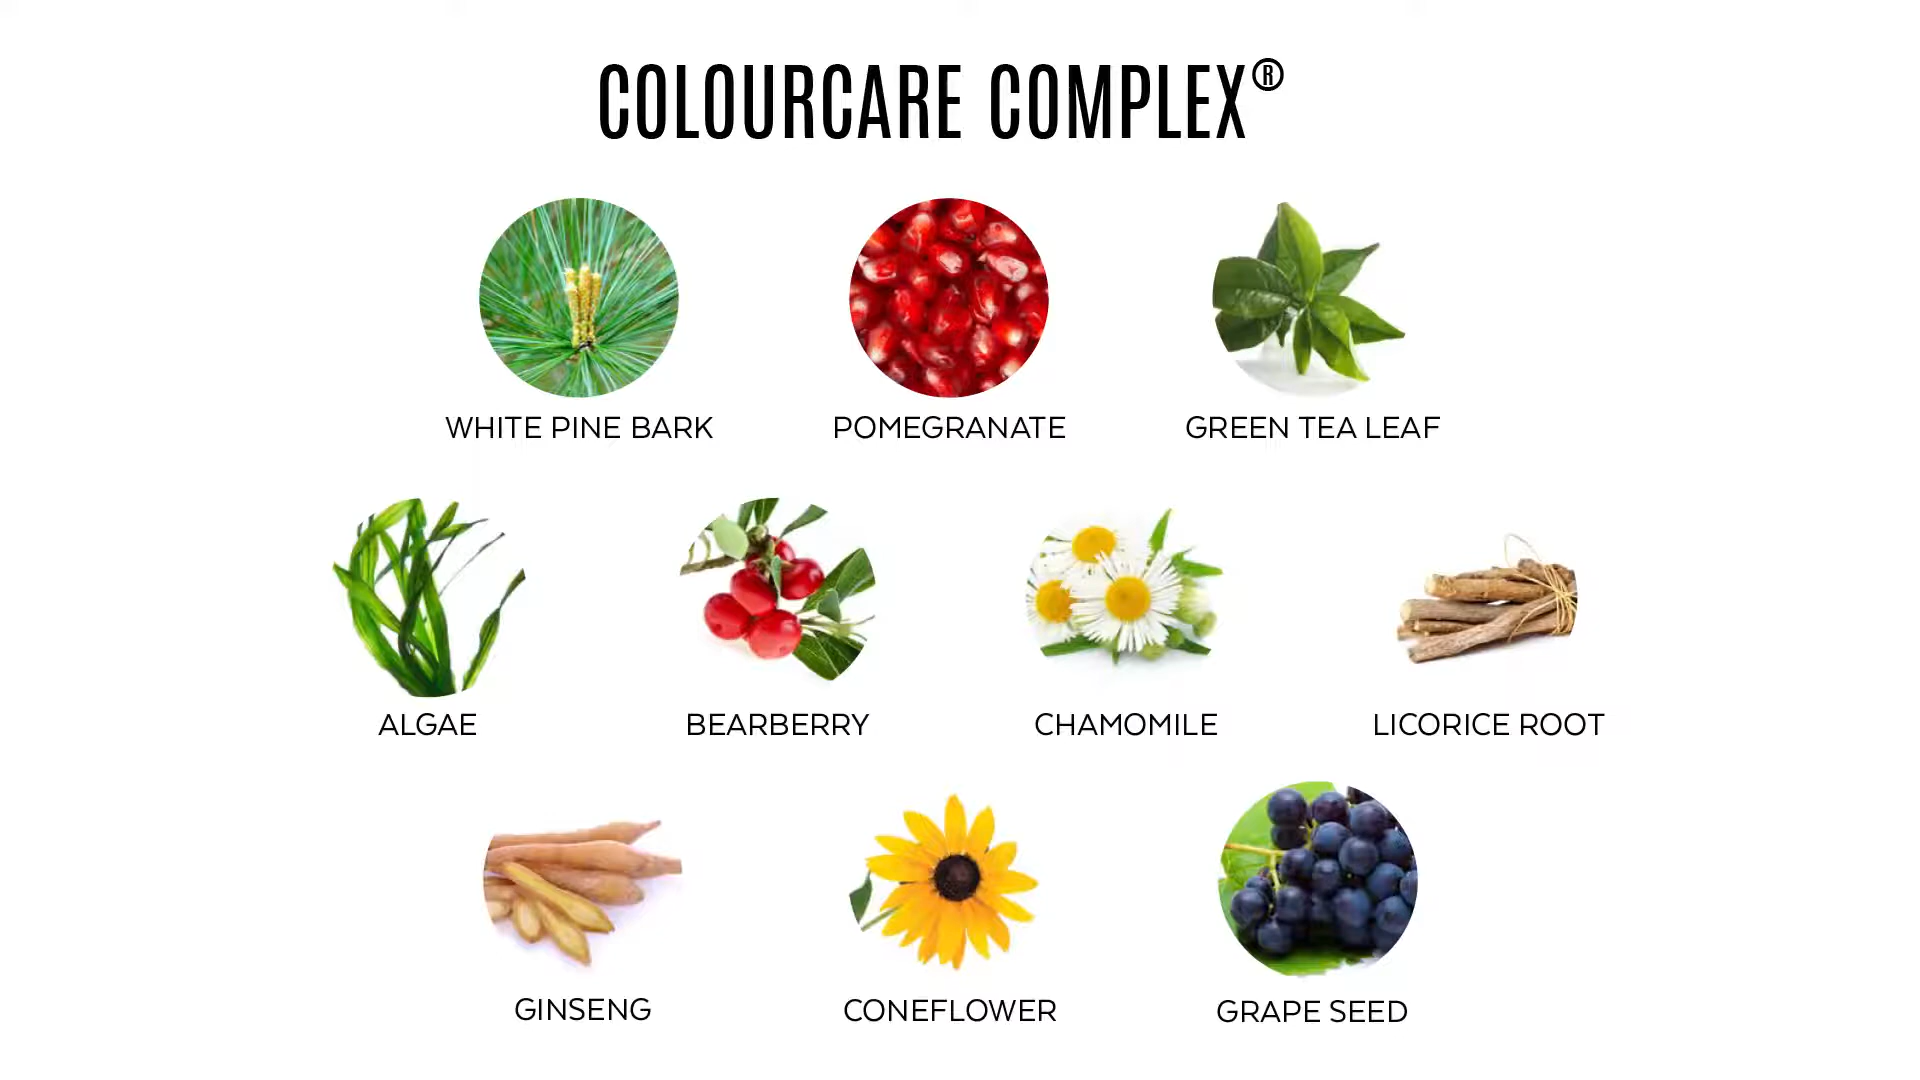 COLOURCARE COMPLEX®
WHITE PINE BARK
POMEGRANATE
GREEN TEA LEAF
ALGAE
BEARBERRY
CHAMOMILE
LICORICE ROOT
GINSENG
CONEFLOWER
GRAPE SEED